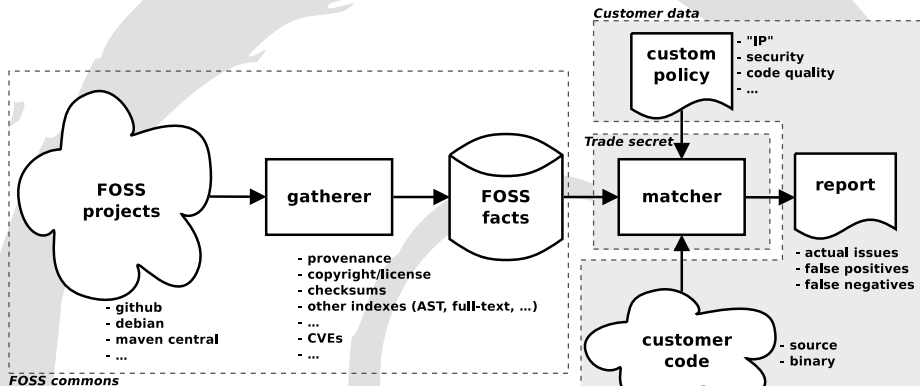 Customer data
custom
policy
- "IP"
- security
- code quality
- ...
Trade secret
FOSS
projects
gatherer
FOSS
facts
matcher
report
- github
- debian
- maven central
- ...
- provenance
- copyright/license
- checksums
- other indexes (AST, full-text, ...)
- ...
- CVEs
- ...
- actual issues
- false positives
- false negatives
customer
code
- source
- binary
FOSS commons